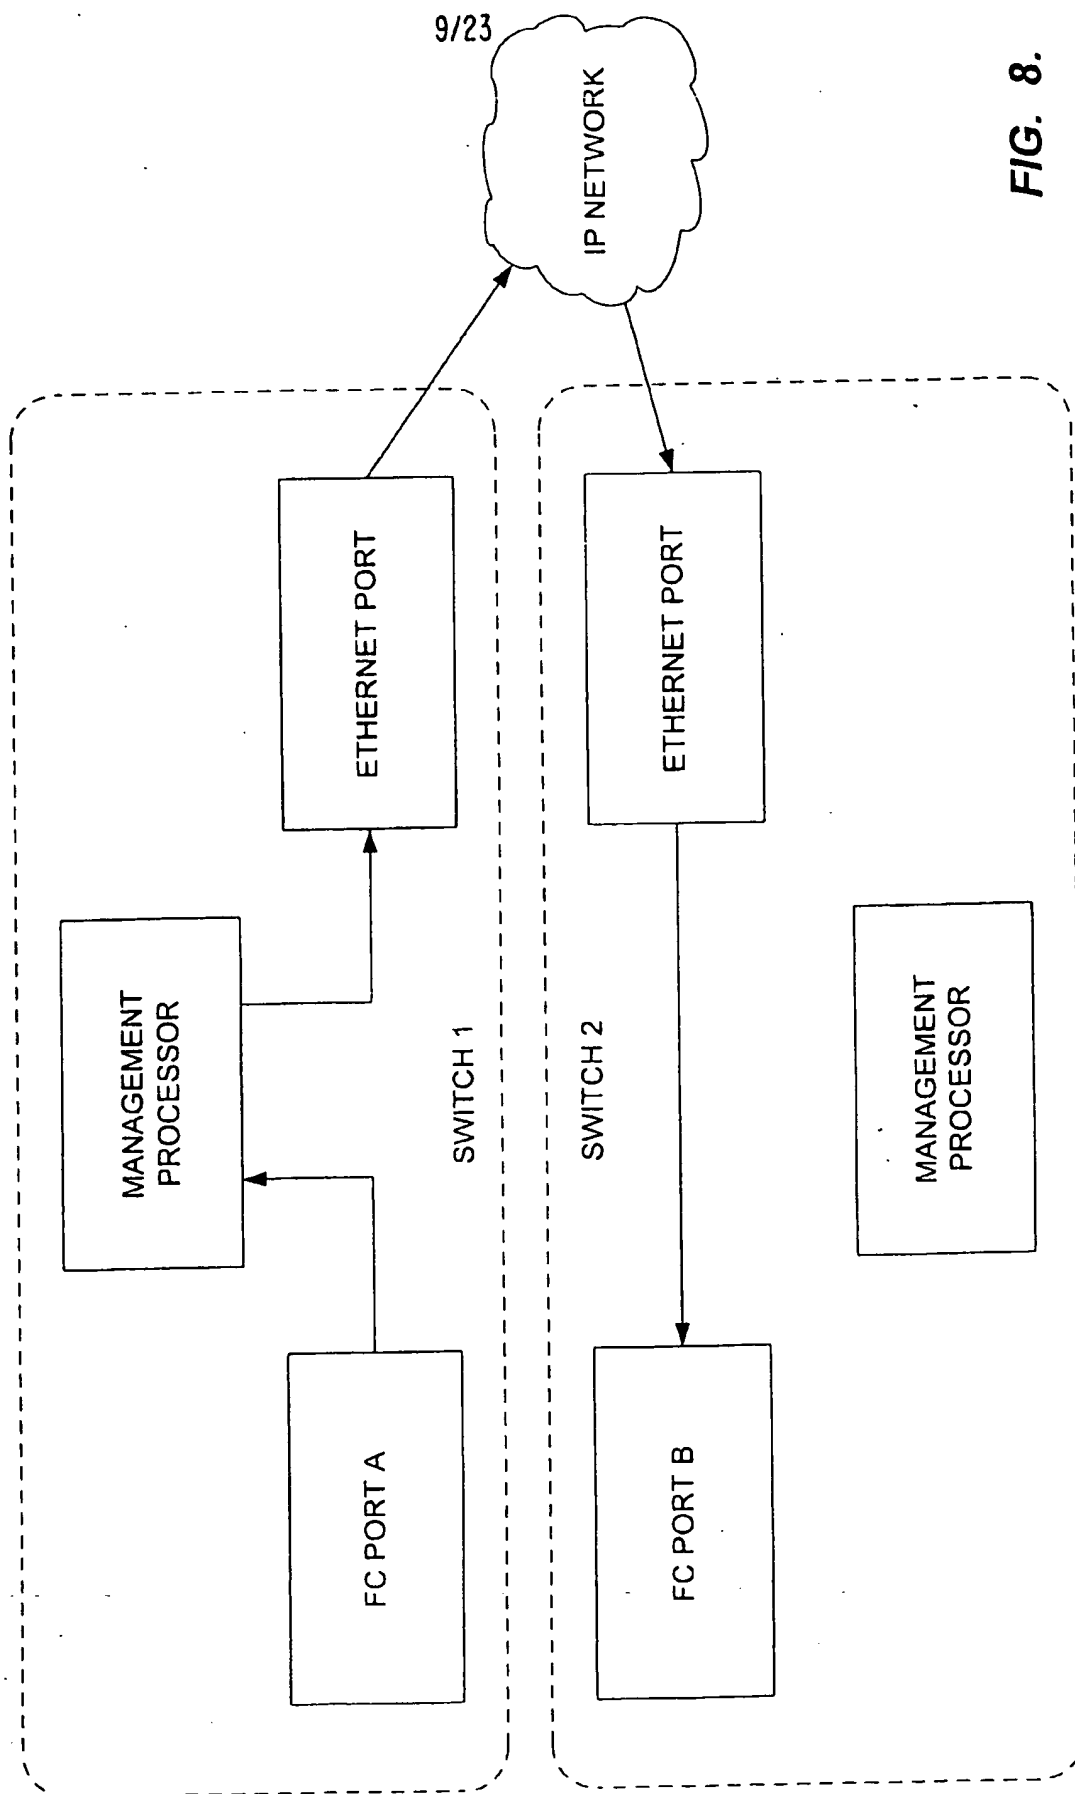 9/23
MANAGEMENT
PROCESSOR
FC PORT A
ETHERNET PORT
SWITCH 1
IP NETWORK
SWITCH 2
FC PORT B
ETHERNET PORT
MANAGEMENT
PROCESSOR
FIG. 8.